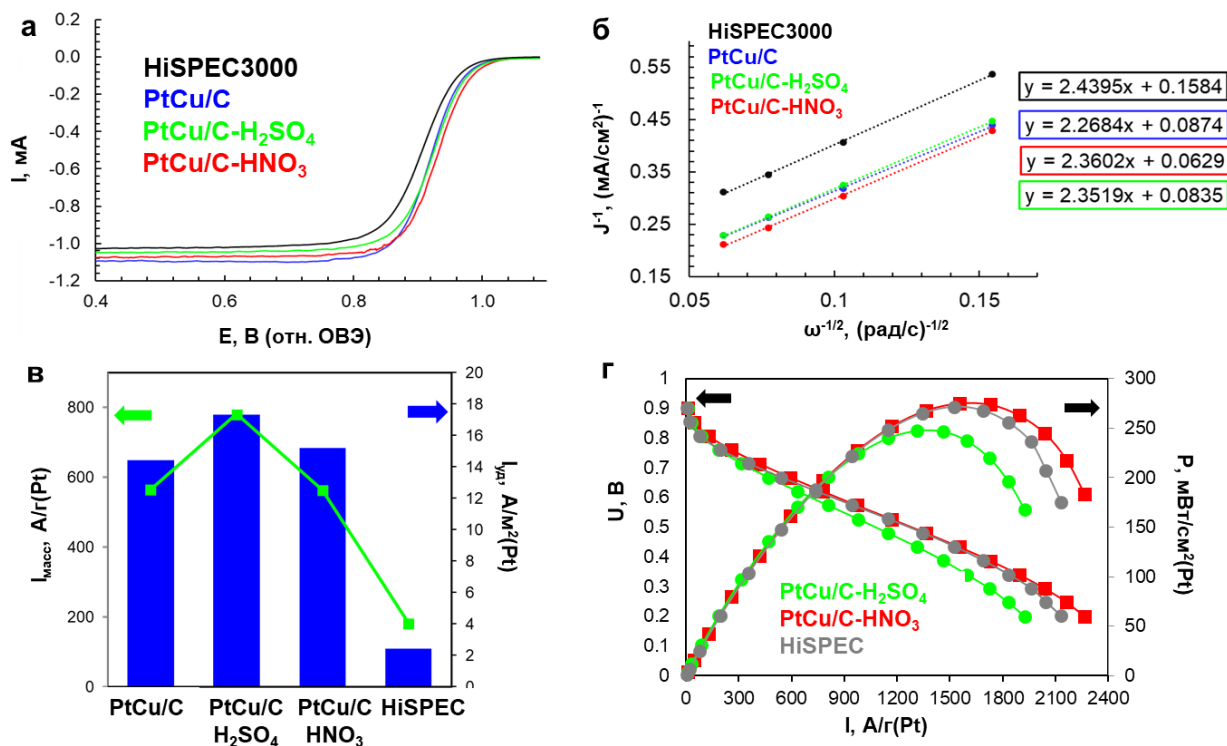 а
0.0
-0.2
-0.4
-0.6
-0.8
-1.0
-1.2
I, мА
HiSPEC3000
PtCu/C
PtCu/C-H₂SO₄
PtCu/C-HNO₃
0.4
0.6
0.8
1.0
E, В (отн. ОВЭ)
б
HiSPEC3000
PtCu/C
PtCu/C-H₂SO₄
PtCu/C-HNO₃
0.55
0.45
0.35
0.25
0.15
J⁻¹, (мА/см²)⁻¹
y = 2.4395x + 0.1584
y = 2.2684x + 0.0874
y = 2.3602x + 0.0629
y = 2.3519x + 0.0835
0.05
0.1
0.15
ω⁻¹/², (рад/с)⁻¹/²
в
800
600
400
200
0
Iмасс, А/г(Pt)
20
18
16
14
12
10
8
6
4
2
0
Iуд, А/м²(Pt)
PtCu/C
PtCu/C
H₂SO₄
PtCu/C
HNO₃
HiSPEC
г
1
0.9
0.8
0.7
0.6
0.5
0.4
0.3
0.2
0.1
0
U, В
300
250
200
150
100
50
0
P, мВт/см²(Pt)
PtCu/C-H₂SO₄
PtCu/C-HNO₃
HiSPEC
0
300
600
900
1200
1500
1800
2100
2400
I, А/г(Pt)